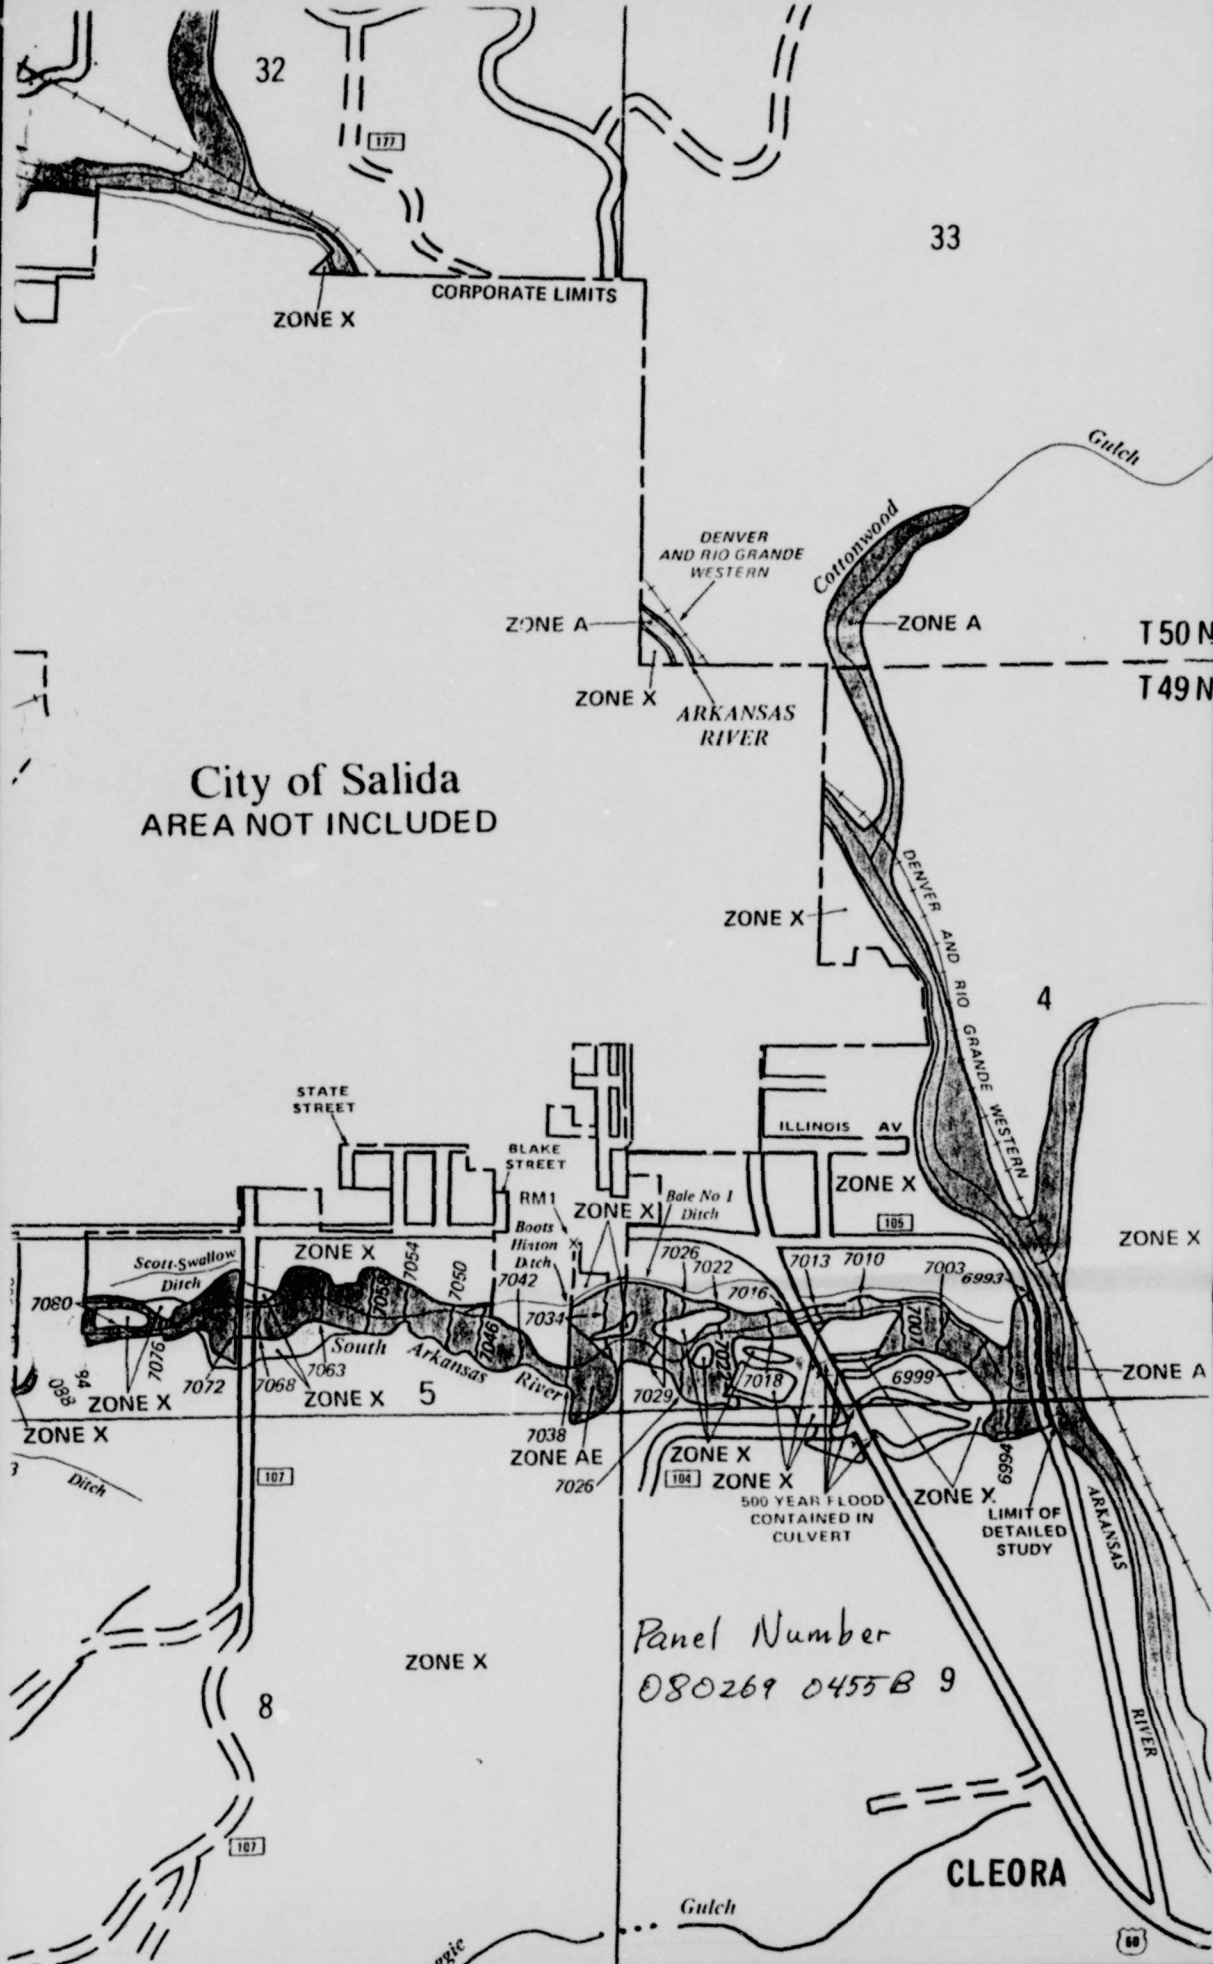 32
177
33
CORPORATE LIMITS
ZONE X
Gulch
Cottonwood
DENVER
AND RIO GRANDE
WESTERN
ZONE A
ZONE A
T50N
T49N
ZONE X
ARKANSAS
RIVER
City of Salida
AREA NOT INCLUDED
DENVER AND RIO GRANDE WESTERN
ZONE X
4
STATE
STREET
ILLINOIS AV
BLAKE
STREET
ZONE X
RM1
ZONE X
Bale No 1
Ditch
105
Boots
Hinton
Ditch
ZONE X
Scott-Swallow
Ditch
ZONE X
7054
7050
7042
7026
7022
7016
7013
7010
7003
6993
7080
7058
7034
7046
7007
7076
7072
7068
7063
South Arkansas River
7029
7022
7018
6999
ZONE A
94
088
ZONE X
ZONE X
5
ZONE X
7038
ZONE AE
7026
ZONE X
104
ZONE X
6994
Ditch
107
500 YEAR FLOOD
CONTAINED IN
CULVERT
ZONE X
LIMIT OF
DETAILED
STUDY
ARKANSAS
RIVER
Panel Number
080269 0455B
9
ZONE X
8
107
CLEORA
Gulch
50